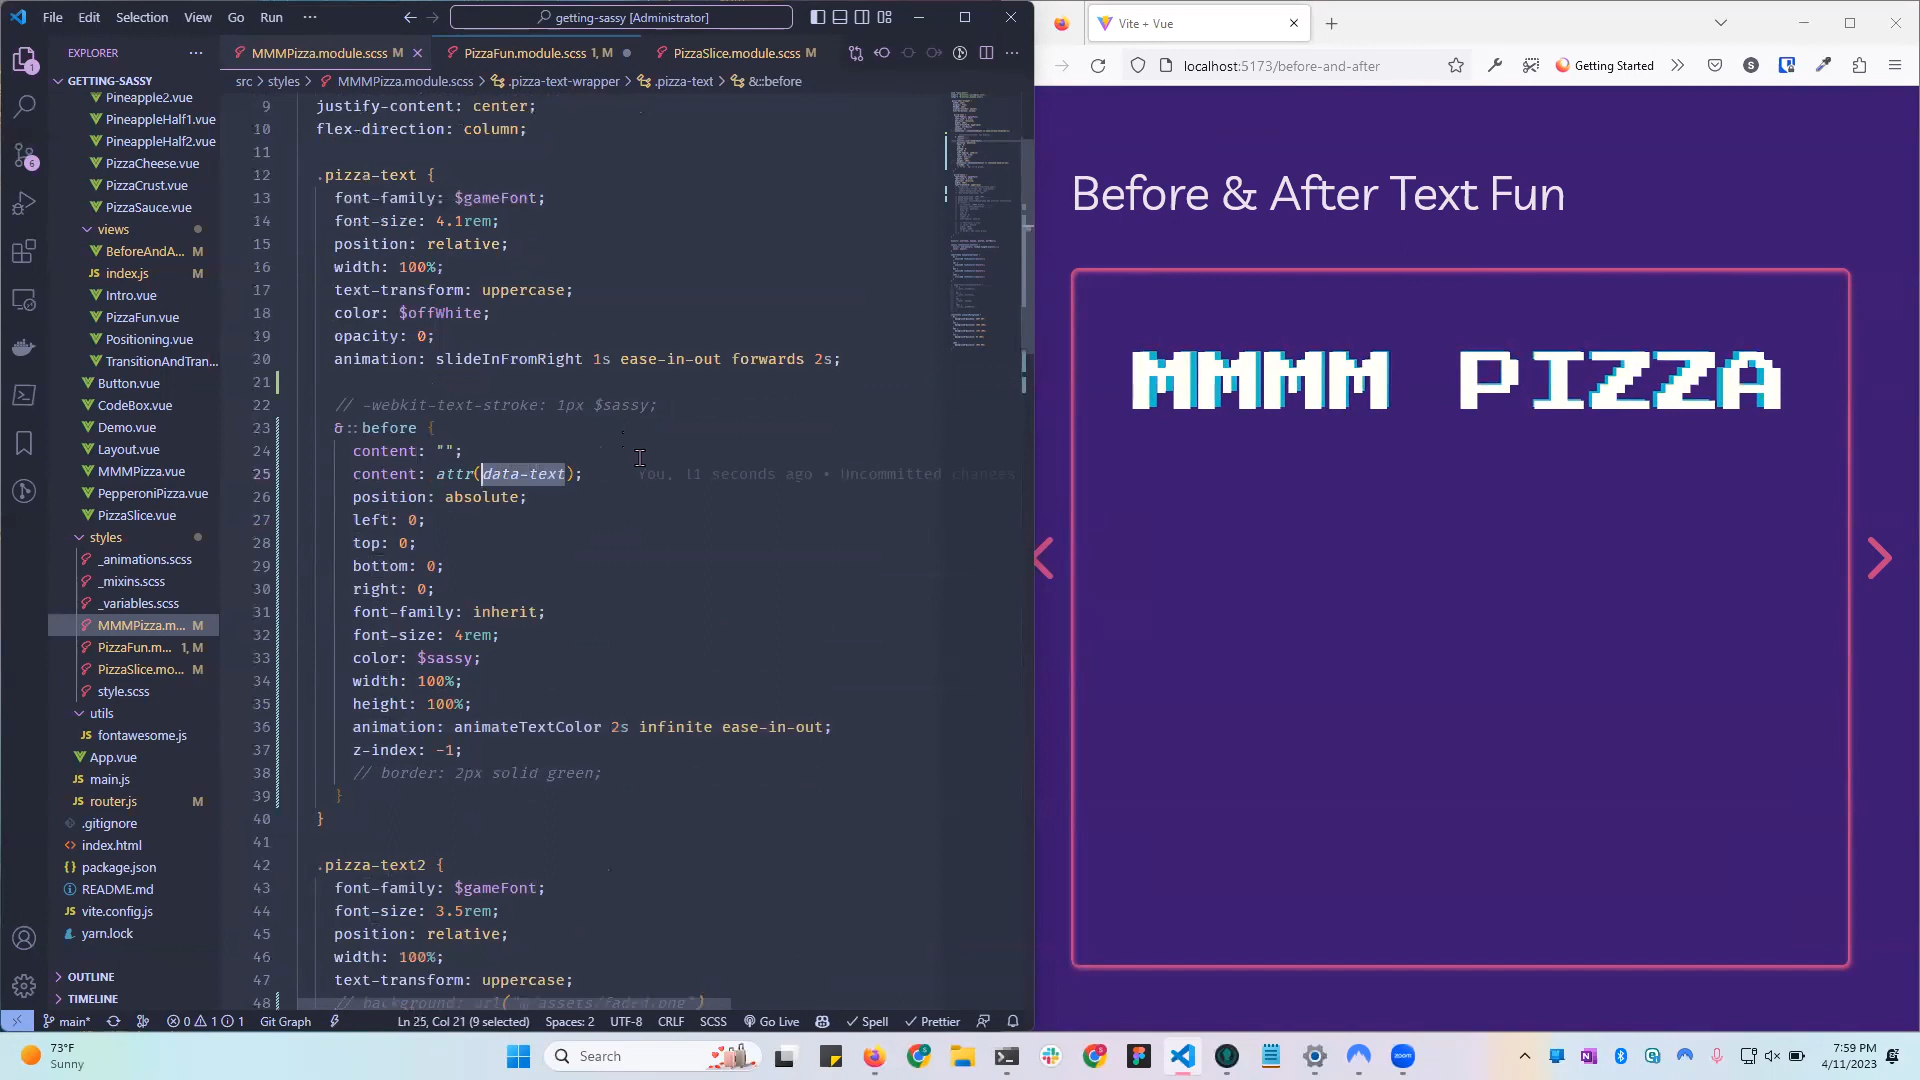 File Edit Selection View Go Run ··· getting-sassy [Administrator]
EXPLORER ···
GETTING-SASSY
Pineapple2.vue
PineappleHalf1.vue
PineappleHalf2.vue
PizzaCheese.vue
PizzaCrust.vue
PizzaSauce.vue
views
BeforeAndA... M
index.js M
Intro.vue
PizzaFun.vue
Positioning.vue
TransitionAndTran...
Button.vue
CodeBox.vue
Demo.vue
Layout.vue
MMMPizza.vue
PepperoniPizza.vue
PizzaSlice.vue
styles
_animations.scss
_mixins.scss
_variables.scss
MMMPizza.m... M
PizzaFun.m... 1, M
PizzaSlice.mo... M
style.scss
utils
fontawesome.js
App.vue
main.js
router.js M
.gitignore
index.html
package.json
README.md
vite.config.js
yarn.lock
OUTLINE
TIMELINE
1
6
MMMPizza.module.scss M PizzaFun.module.scss 1, M PizzaSlice.module.scss M
src > styles > MMMPizza.module.scss > .pizza-text-wrapper > .pizza-text > &::before
9 justify-content: center;
10 flex-direction: column;
11
12 .pizza-text {
13 font-family: $gameFont;
14 font-size: 4.1rem;
15 position: relative;
16 width: 100%;
17 text-transform: uppercase;
18 color: $offWhite;
19 opacity: 0;
20 animation: slideInFromRight 1s ease-in-out forwards 2s;
21
22 // -webkit-text-stroke: 1px $sassy;
23 &::before {
24 content: "";
25 content: attr(data-text); You, 11 seconds ago • Uncommitted changes
26 position: absolute;
27 left: 0;
28 top: 0;
29 bottom: 0;
30 right: 0;
31 font-family: inherit;
32 font-size: 4rem;
33 color: $sassy;
34 width: 100%;
35 height: 100%;
36 animation: animateTextColor 2s infinite ease-in-out;
37 z-index: -1;
38 // border: 2px solid green;
39 }
40 }
41
42 .pizza-text2 {
43 font-family: $gameFont;
44 font-size: 3.5rem;
45 position: relative;
46 width: 100%;
47 text-transform: uppercase;
48
main* 0 1 1 Git Graph Ln 25, Col 21 (9 selected) Spaces: 2 UTF-8 CRLF SCSS Go Live Spell Prettier
Vite + Vue
localhost:5173/before-and-after Getting Started
Before & After Text Fun
MMMM PIZZA
73°F
Sunny
Search
zoom
7:59 PM
4/11/2023